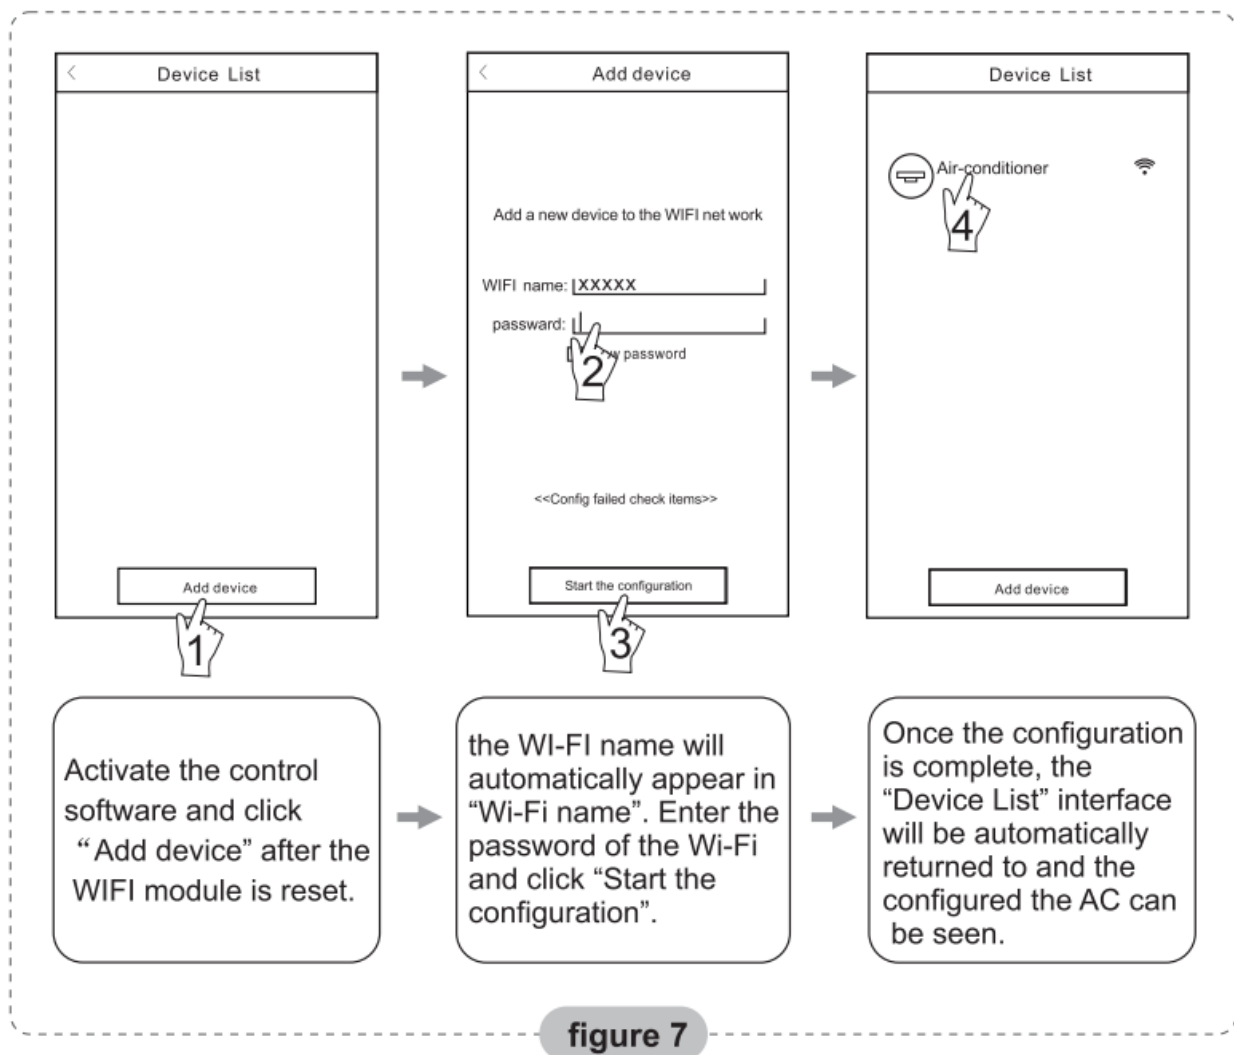 Device List
Add device
1
Add device
Add a new device to the WIFI net work
WIFI name: XXXXX
passward:
password
2
<<Config failed check items>>
Start the configuration
3
Device List
Air-conditioner
4
Add device
Activate the control
software and click
“Add device” after the
WIFI module is reset.
the WI-FI name will
automatically appear in
“Wi-Fi name”. Enter the
password of the Wi-Fi
and click “Start the
configuration”.
Once the configuration
is complete, the
“Device List” interface
will be automatically
returned to and the
configured the AC can
be seen.
figure 7